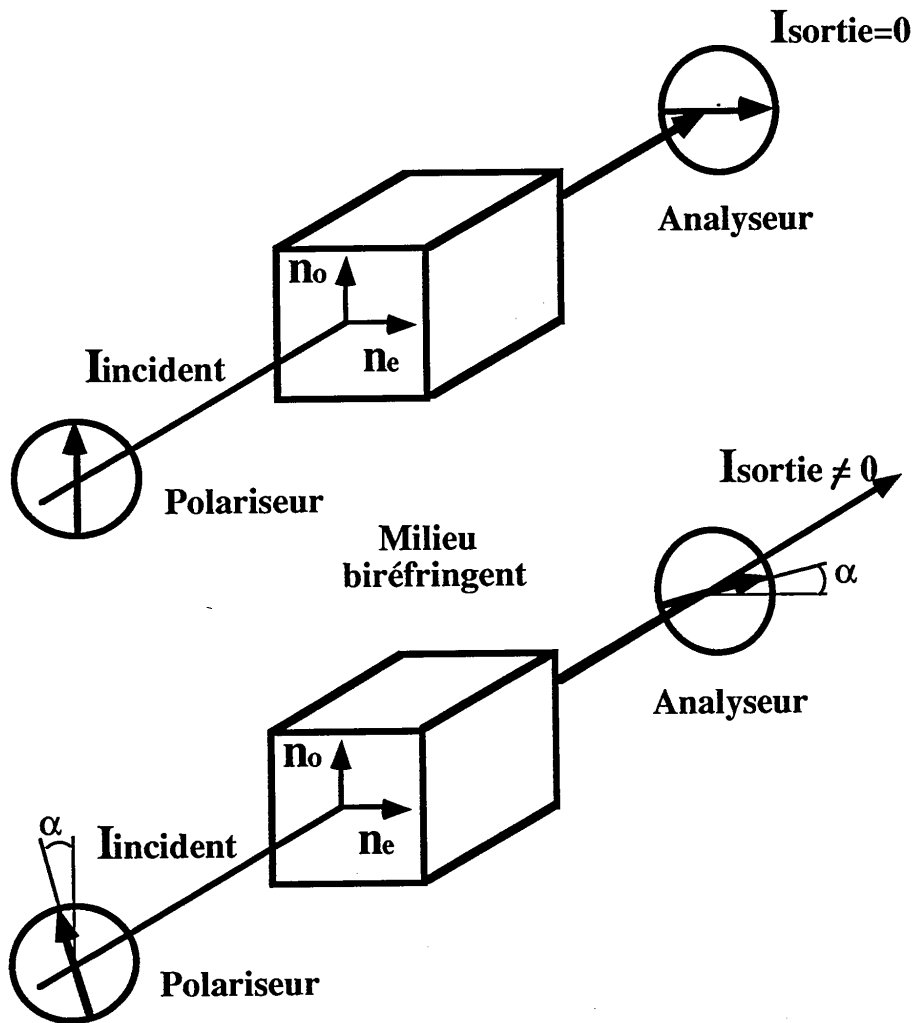 Isortie=0
Analyseur
no
ne
Iincident
Polariseur
Isortie ≠ 0
Milieu
biréfringent
α
Analyseur
no
α
Iincident
ne
Polariseur